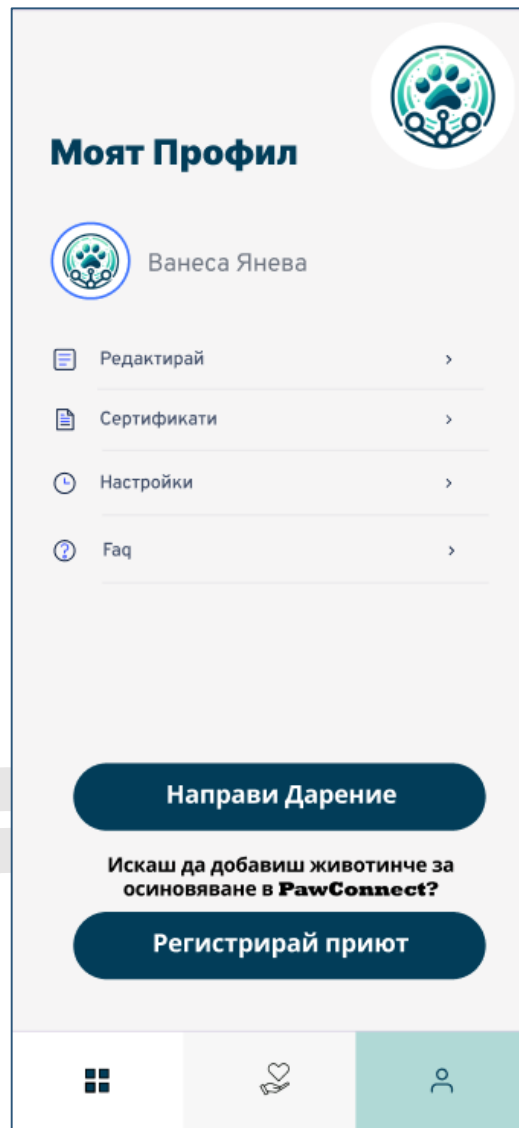 Моят Профил
Ванеса Янева
Редактирай
Сертификати
Настройки
Faq
Направи Дарение
Искаш да добавиш животинче за
осиновяване в PawConnect?
Регистрирай приют